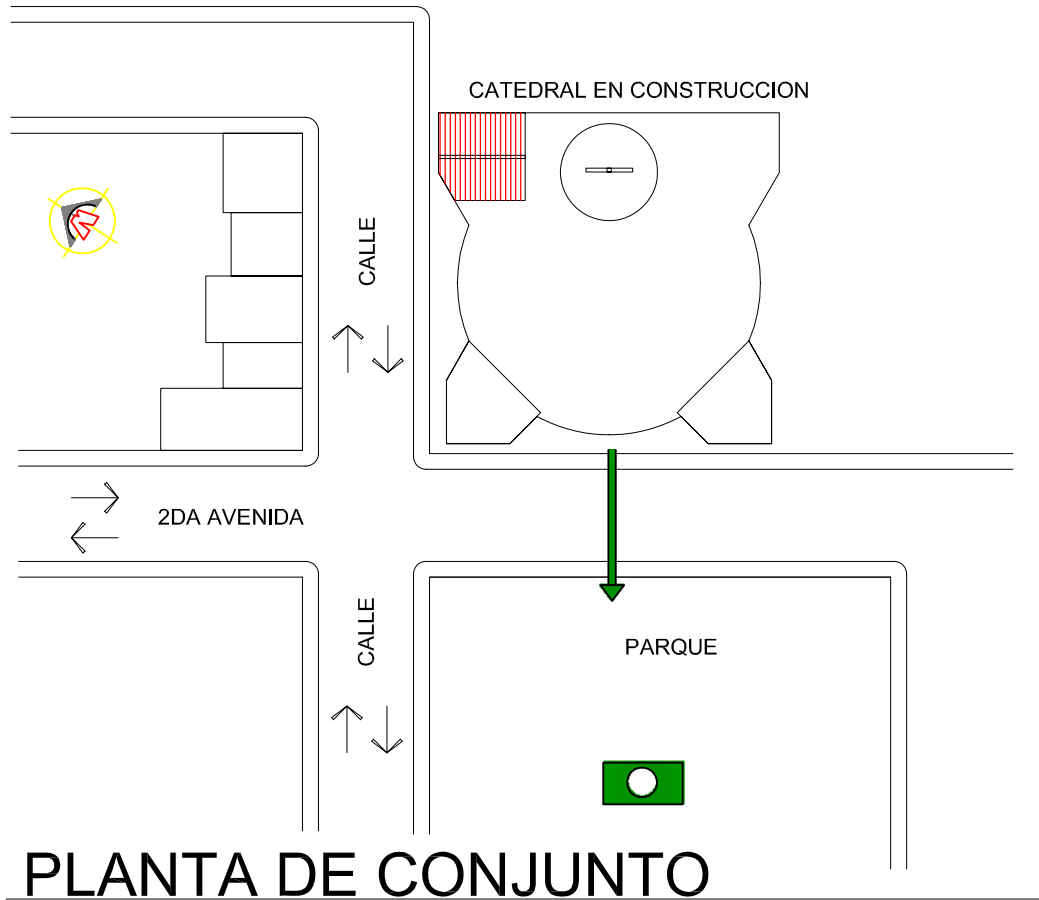 CATEDRAL EN CONSTRUCCION
CALLE
2DA AVENIDA
CALLE
PARQUE
PLANTA DE CONJUNTO